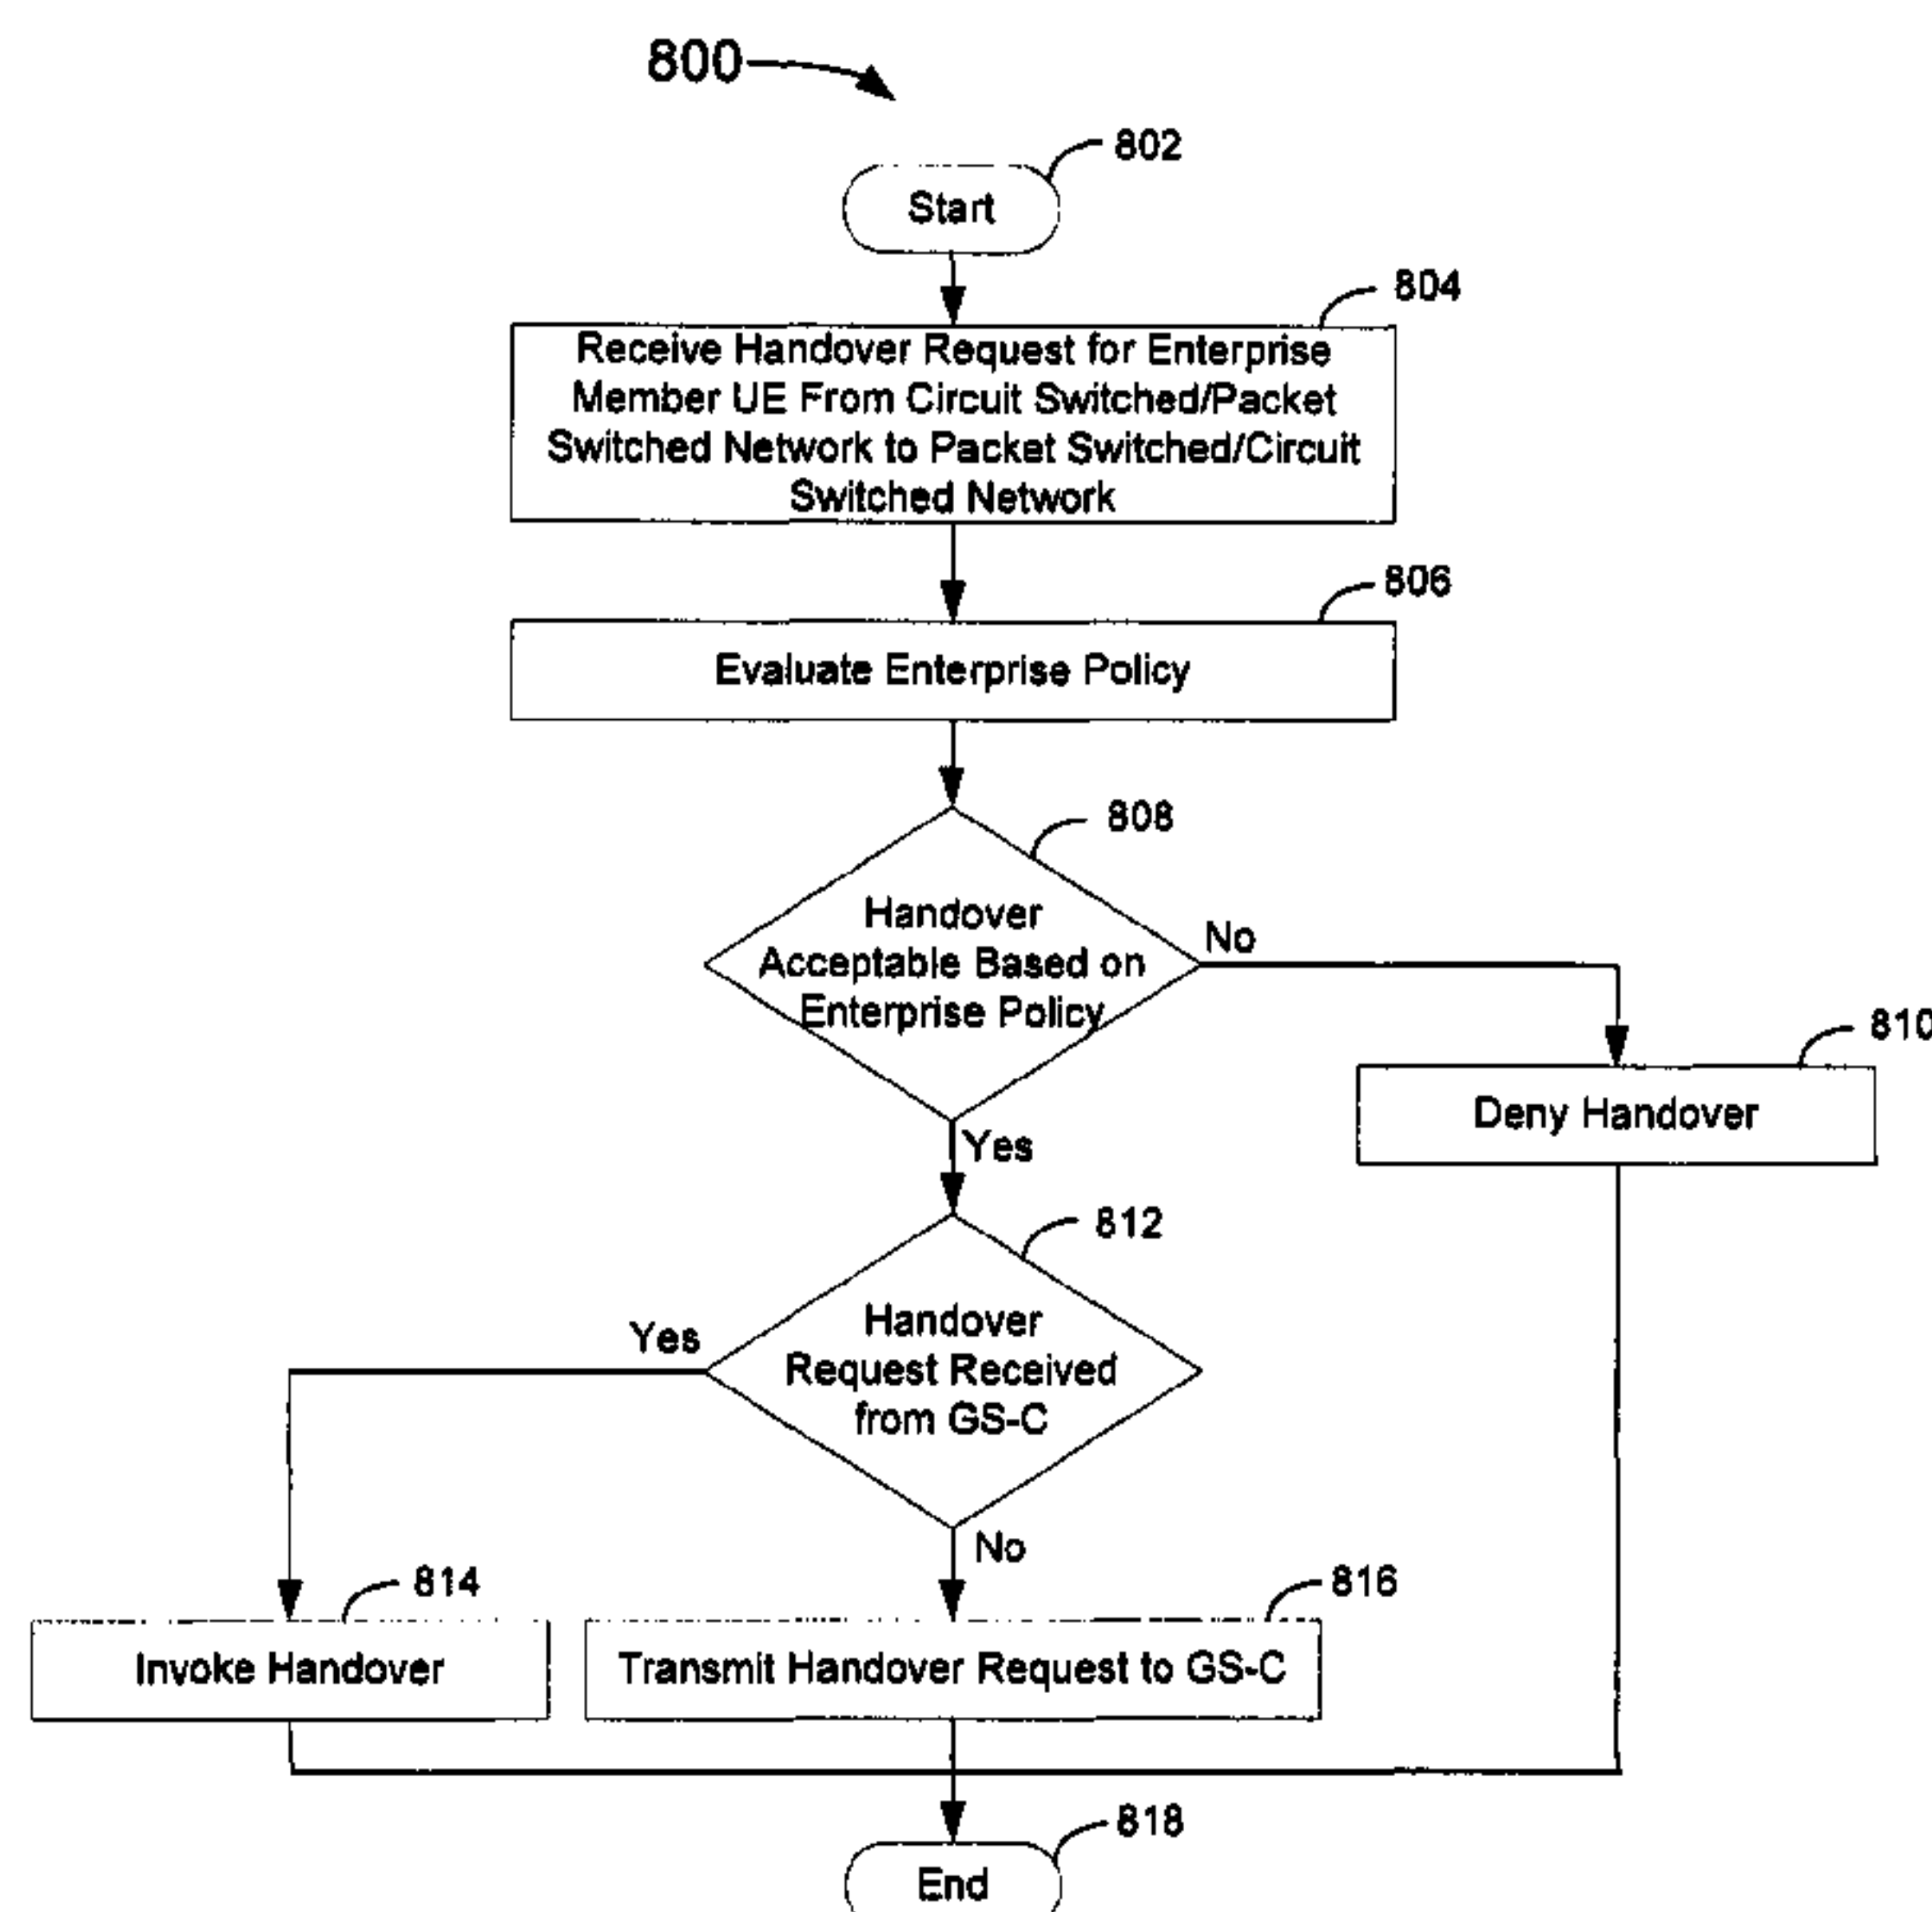 800
802
Start
804
Receive Handover Request for Enterprise
Member UE From Circuit Switched/Packet
Switched Network to Packet Switched/Circuit
Switched Network
806
Evaluate Enterprise Policy
808
Handover
Acceptable Based on
Enterprise Policy
No
810
Deny Handover
Yes
812
Handover
Request Received
from GS-C
Yes
No
814
Invoke Handover
816
Transmit Handover Request to GS-C
818
End